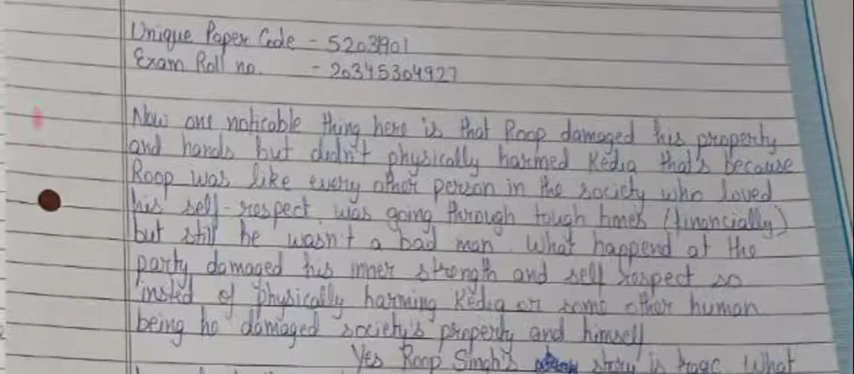 Unique Paper Code - 52031901
Exam Roll no. - 20345304927
Now one noticable thing here is that Roop damaged his property
and hands but didn't physically harmed Kedia that's because
Roop was like every other person in the society who loved
his self-respect, was going through tough times (financially)
but still he wasn't a bad man. What happend at the
party damaged his inner strength and self respect so
insted of physically harming Kedia or some other human
being he damaged society's property and himself
Yes Roop Singh's story is tragic. What